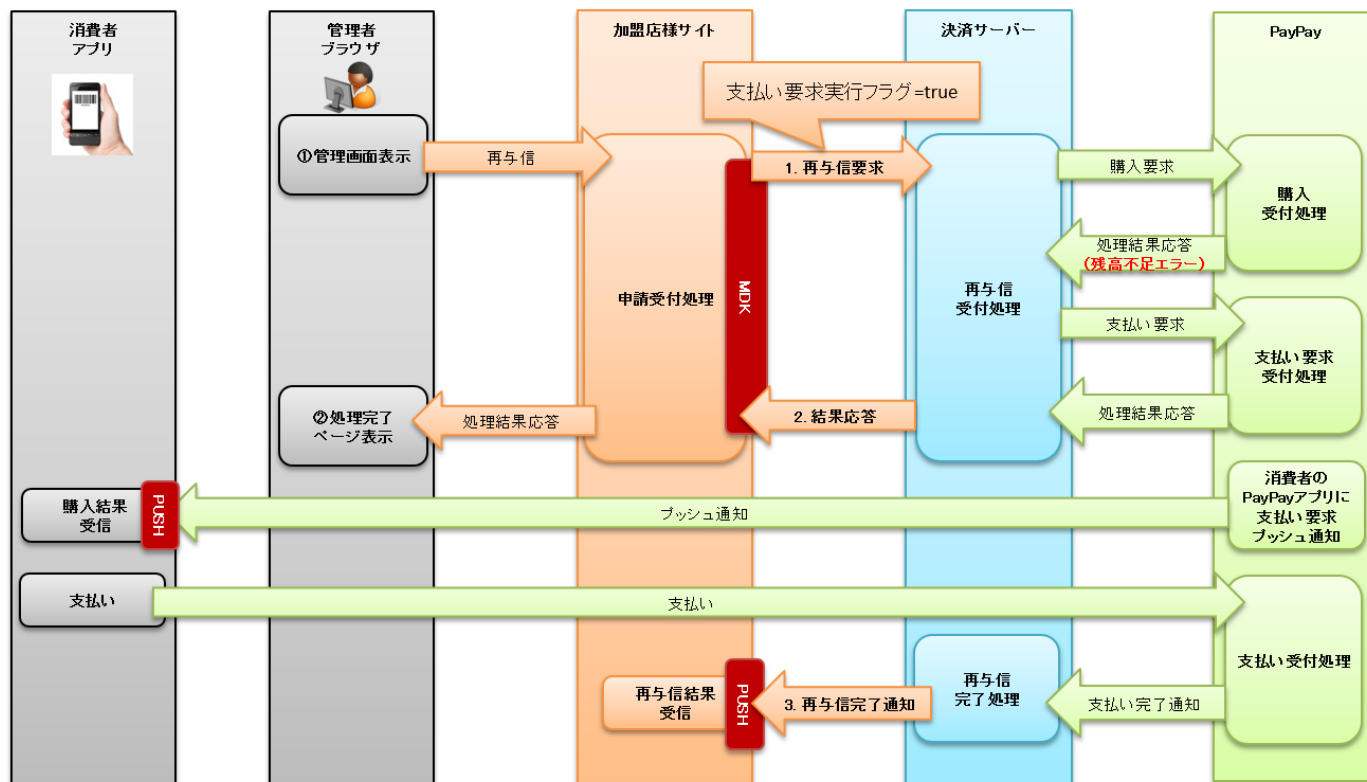 消費者
アプリ
管理者
ブラウザ
加盟店様サイト
決済サーバー
PayPay
支払い要求実行フラグ=true
①管理画面表示
再与信
1. 再与信要求
購入要求
購入
受付処理
処理結果応答
（残高不足エラー）
申請受付処理
MDK
再与信
受付処理
支払い要求
支払い要求
受付処理
②処理完了
ページ表示
処理結果応答
2. 結果応答
処理結果応答
購入結果
受信
PUSH
プッシュ通知
消費者の
PayPayアプリに
支払い要求
プッシュ通知
支払い
支払い
支払い受付処理
再与信結果
受信
PUSH
3. 再与信完了通知
再与信
完了処理
支払い完了通知